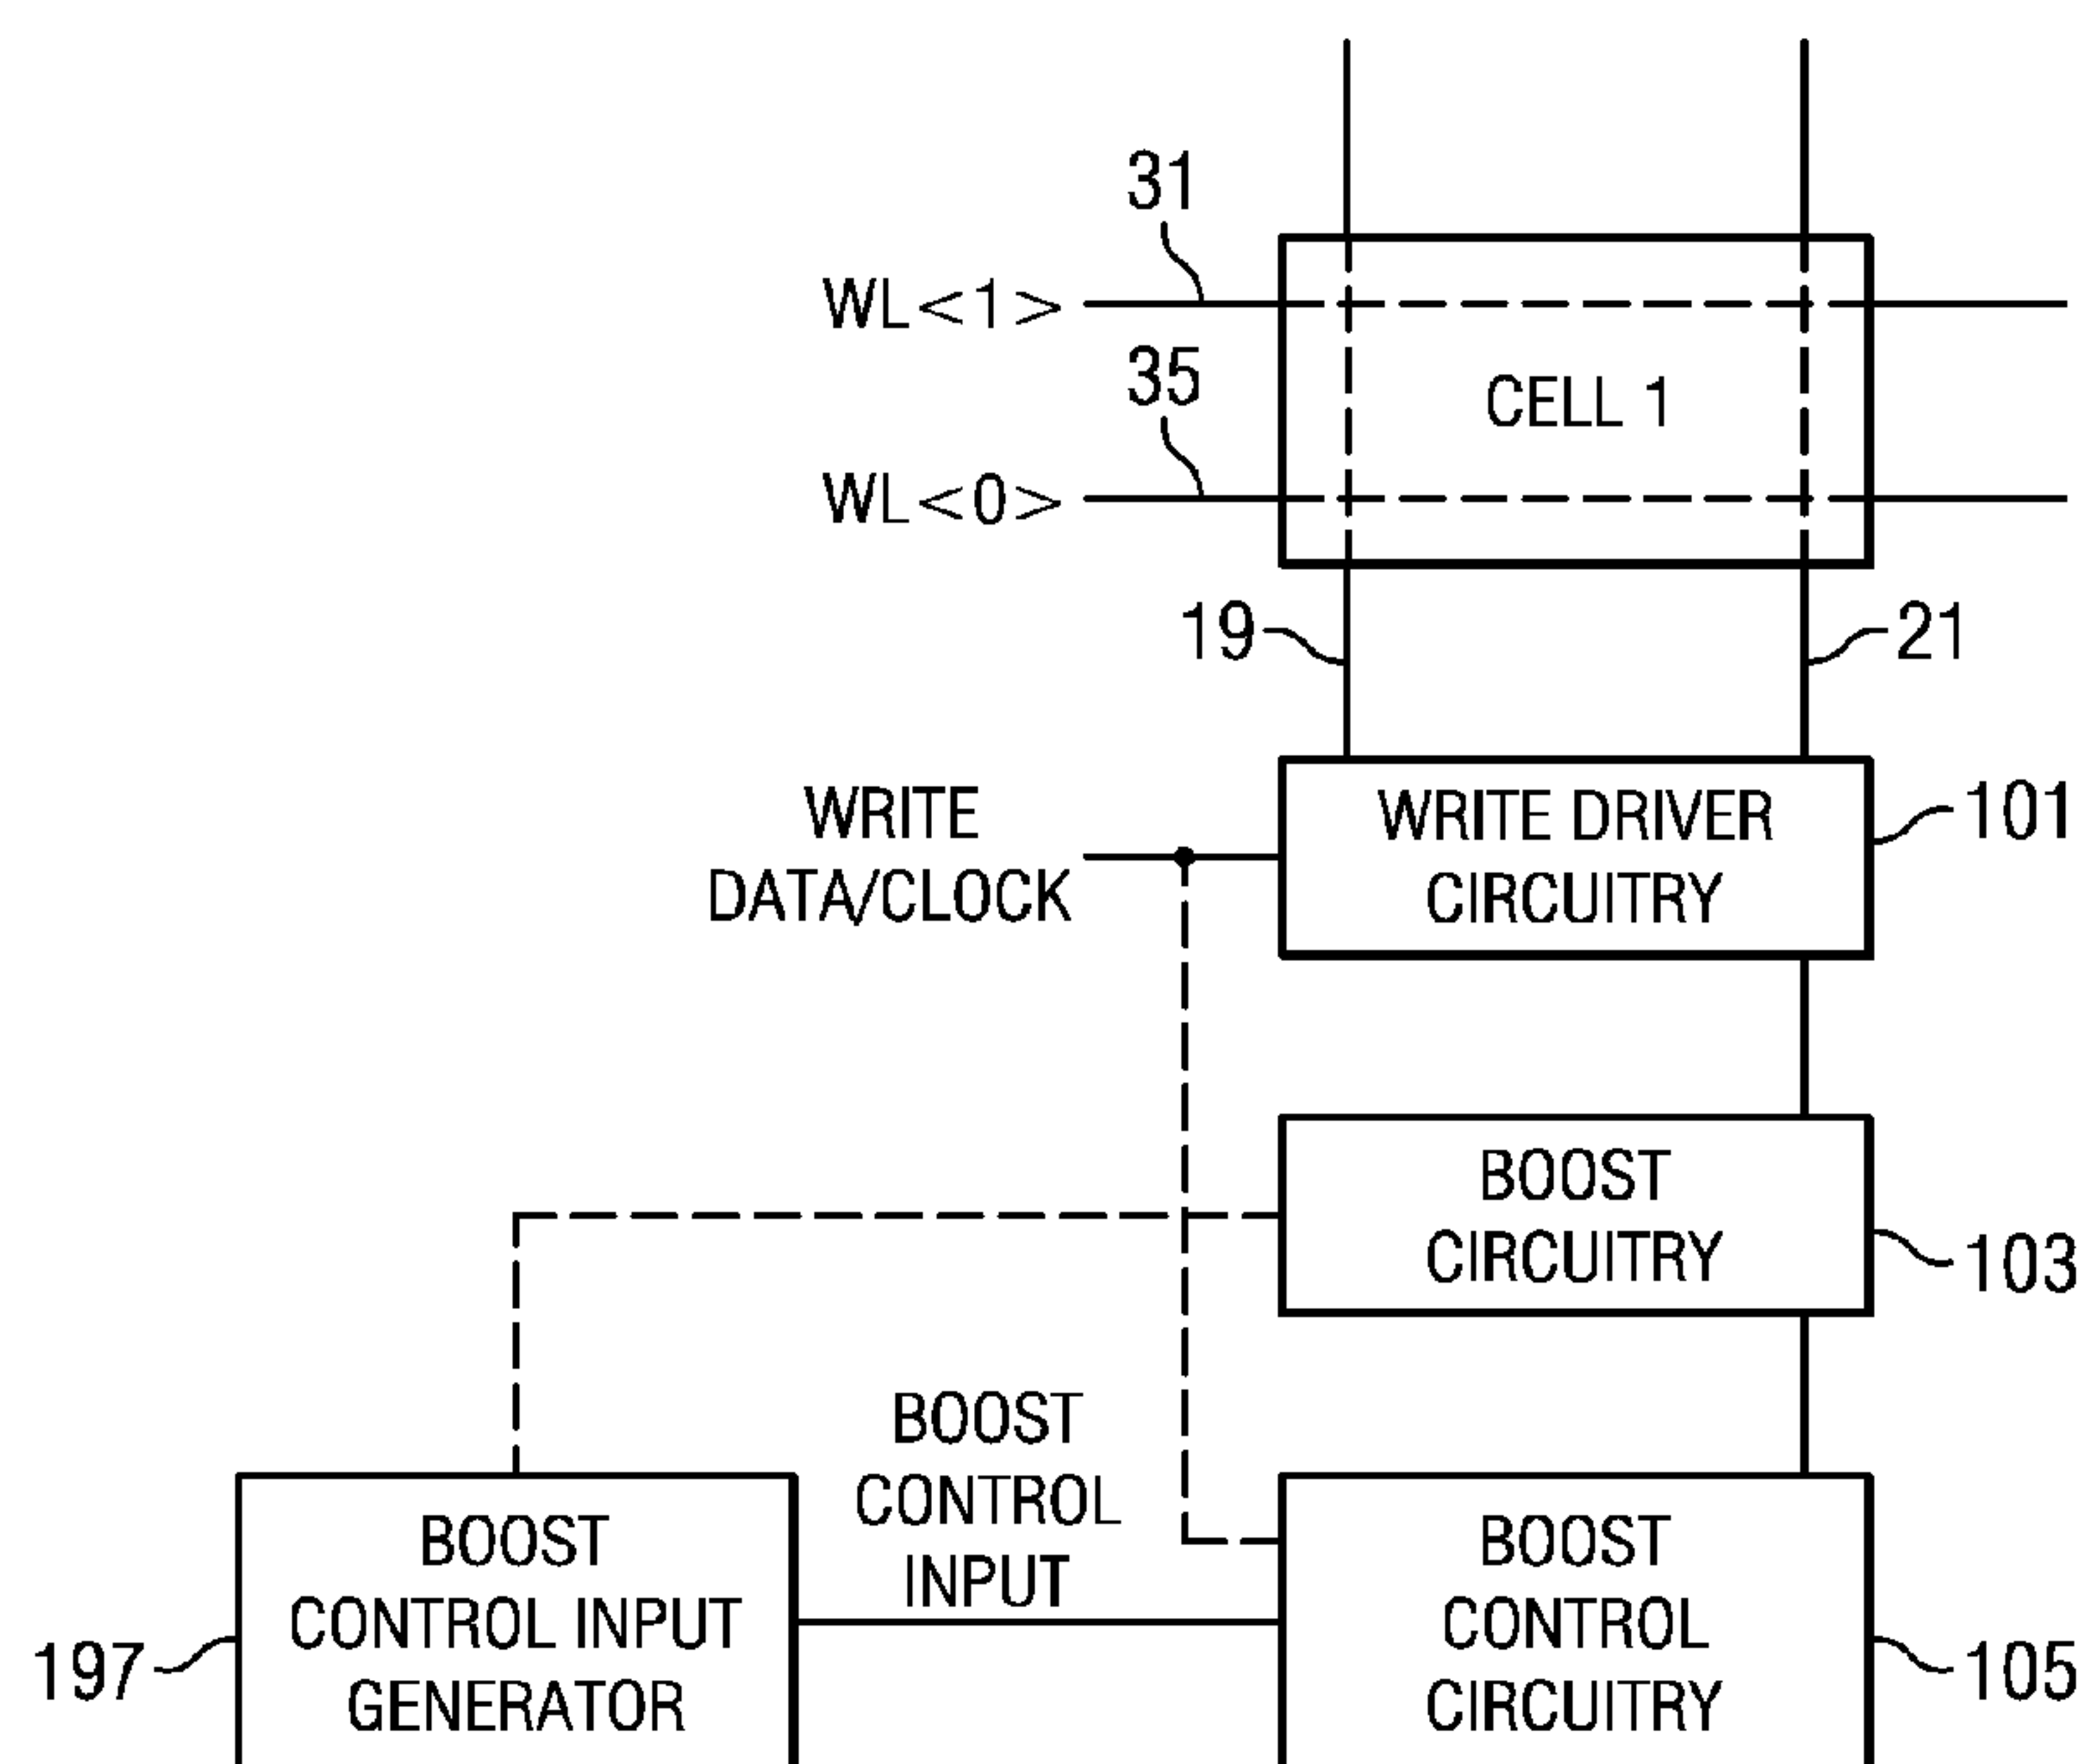 31
WL<1>
35
CELL 1
WL<0>
19
21
WRITE
DATA/CLOCK
WRITE DRIVER
CIRCUITRY
101
BOOST
CIRCUITRY
103
BOOST
CONTROL
INPUT
BOOST
CONTROL INPUT
GENERATOR
197
BOOST
CONTROL
CIRCUITRY
105